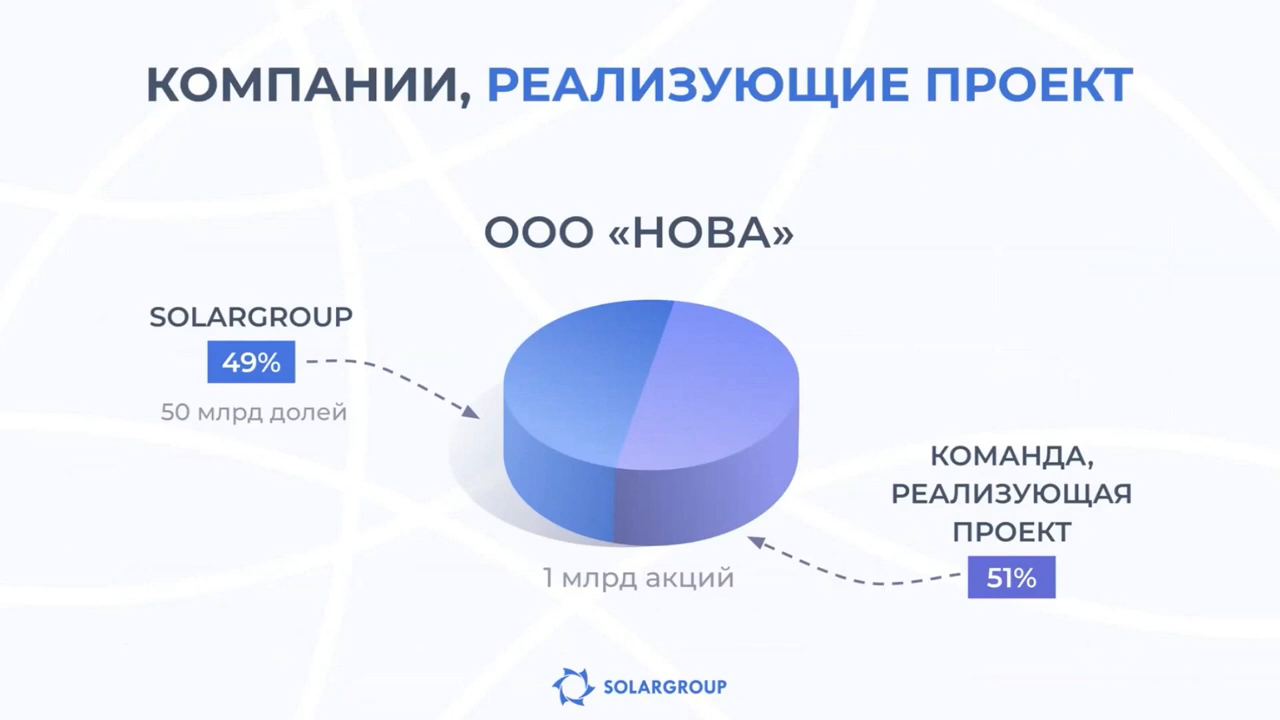 КОМПАНИИ, РЕАЛИЗУЮЩИЕ ПРОЕКТ
ООО «НОВА»
SOLARGROUP
49%
50 млрд долей
КОМАНДА,
РЕАЛИЗУЮЩАЯ
ПРОЕКТ
51%
1 млрд акций
SOLARGROUP